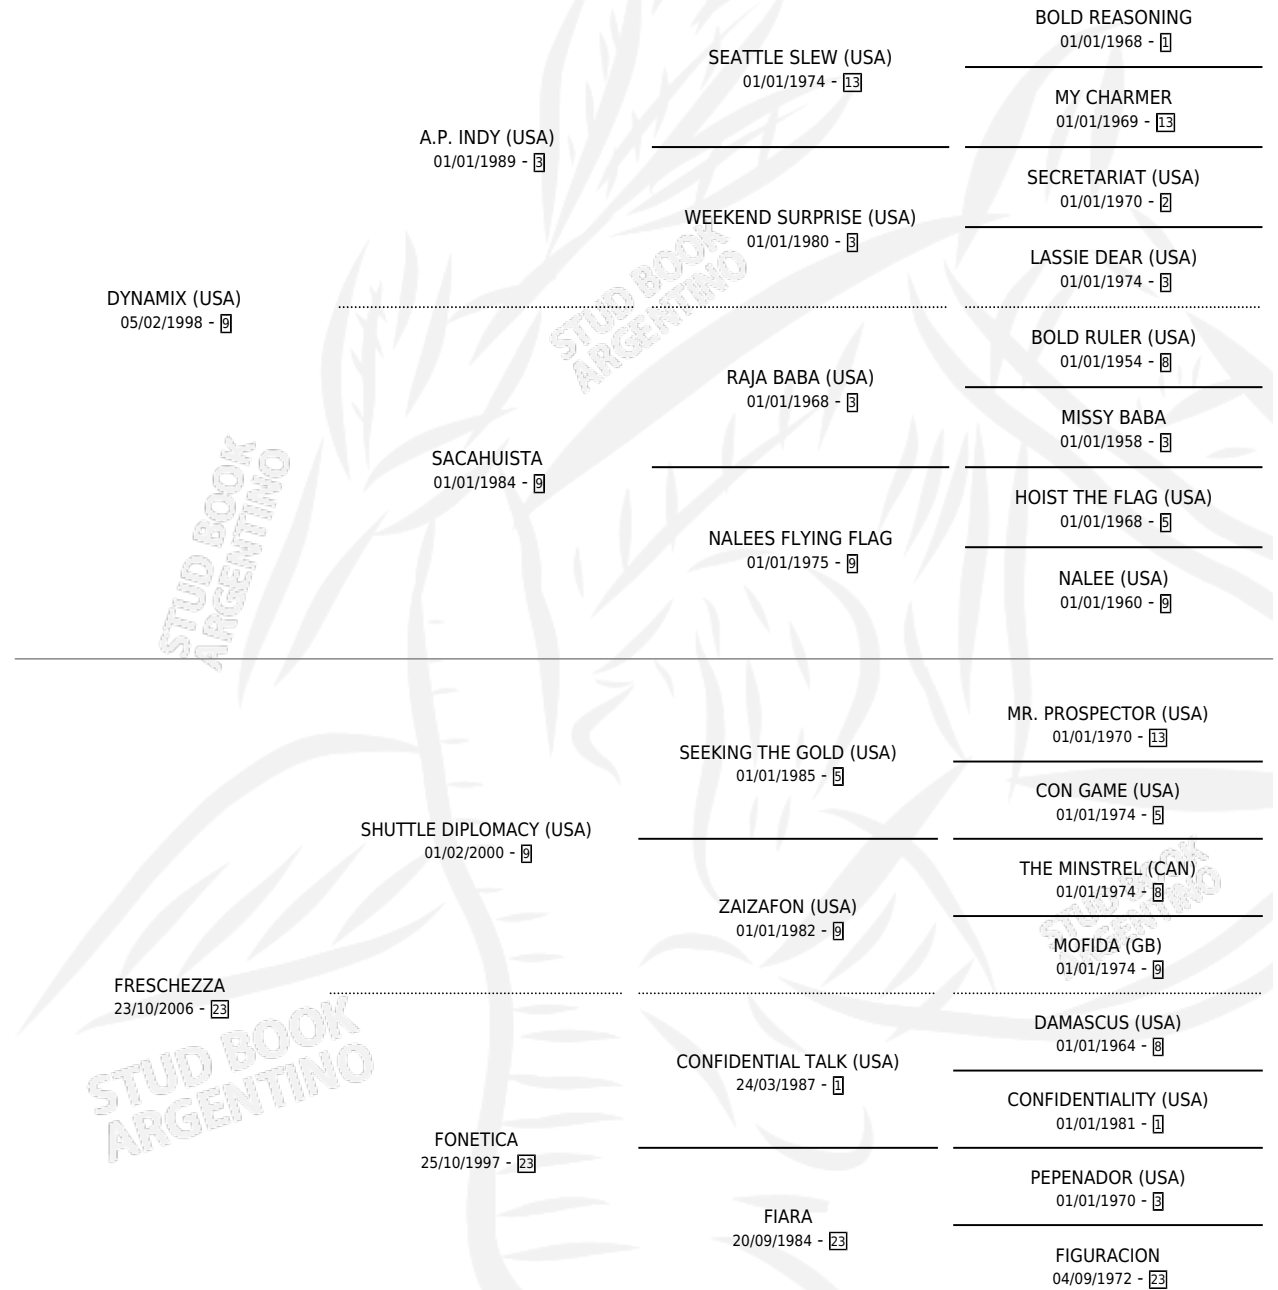 BOLD REASONING
01/01/1968 - 1
SEATTLE SLEW (USA)
01/01/1974 - 13
MY CHARMER
01/01/1969 - 13
A.P. INDY (USA)
01/01/1989 - 3
SECRETARIAT (USA)
01/01/1970 - 2
WEEKEND SURPRISE (USA)
01/01/1980 - 3
LASSIE DEAR (USA)
01/01/1974 - 3
DYNAMIX (USA)
05/02/1998 - 9
BOLD RULER (USA)
01/01/1954 - 8
RAJA BABA (USA)
01/01/1968 - 3
MISSY BABA
01/01/1958 - 3
SACAHUISTA
01/01/1984 - 9
HOIST THE FLAG (USA)
01/01/1968 - 5
NALEES FLYING FLAG
01/01/1975 - 9
NALEE (USA)
01/01/1960 - 9
MR. PROSPECTOR (USA)
01/01/1970 - 13
SEEKING THE GOLD (USA)
01/01/1985 - 5
CON GAME (USA)
01/01/1974 - 5
SHUTTLE DIPLOMACY (USA)
01/02/2000 - 9
THE MINSTREL (CAN)
01/01/1974 - 8
ZAIZAFON (USA)
01/01/1982 - 9
MOFIDA (GB)
01/01/1974 - 9
FRESCHEZZA
23/10/2006 - 23
DAMASCUS (USA)
01/01/1964 - 8
CONFIDENTIAL TALK (USA)
24/03/1987 - 1
CONFIDENTIALITY (USA)
01/01/1981 - 1
FONETICA
25/10/1997 - 23
PEPENADOR (USA)
01/01/1970 - 3
FIARA
20/09/1984 - 23
FIGURACION
04/09/1972 - 23
STUD BOOK
ARGENTINO
STUD BOOK
ARGENTINO
STUD BOOK
ARGENTINO
STUD BOOK
ARGENTINO